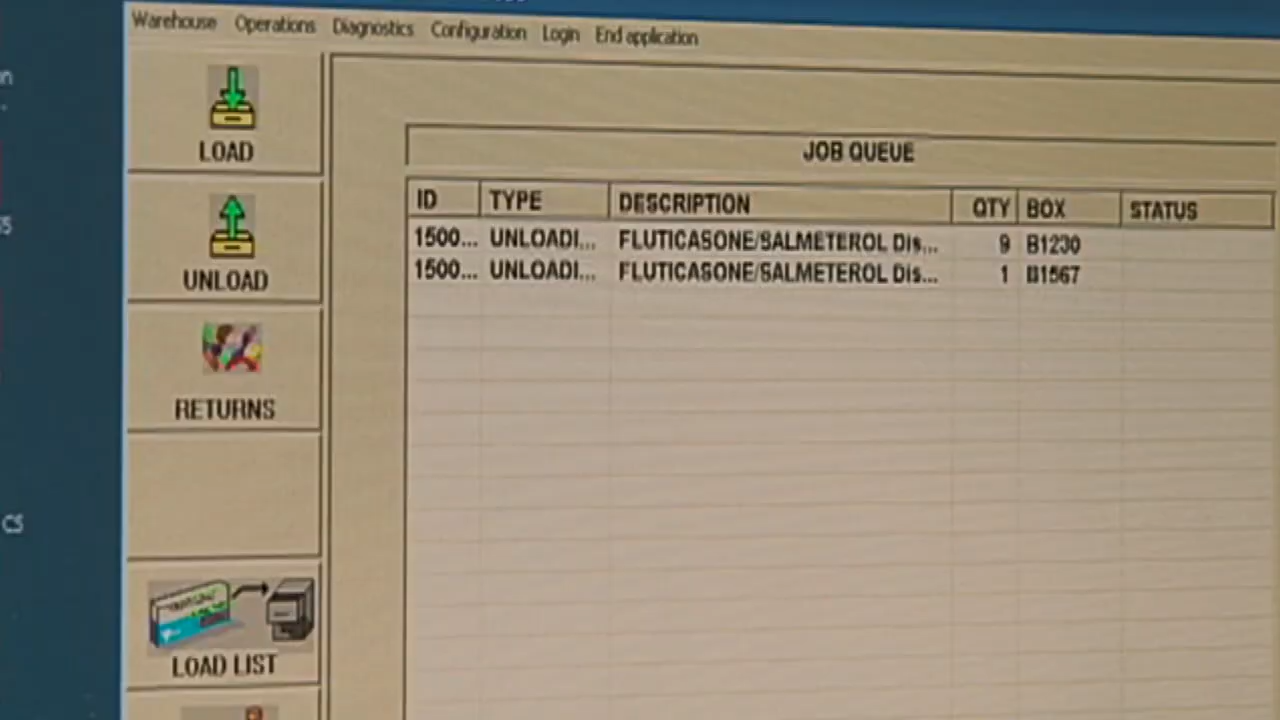 Warehouse Operations Diagnostics Configuration Login End application
LOAD
UNLOAD
RETURNS
LOAD LIST
JOB QUEUE
ID TYPE DESCRIPTION QTY BOX STATUS
1500... UNLOADI... FLUTICASONE/SALMETEROL Dis... 9 B1230
1500... UNLOADI... FLUTICASONE/SALMETEROL Dis... 1 B1567